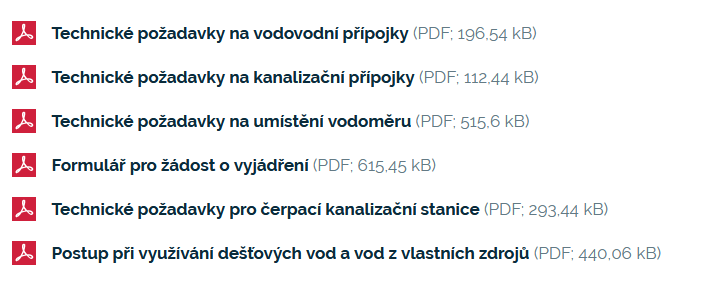 Technické požadavky na vodovodní přípojky (PDF; 196,54 kB)
Technické požadavky na kanalizační přípojky (PDF; 112,44 kB)
Technické požadavky na umístění vodoměru (PDF; 515,6 kB)
Formulář pro žádost o vyjádření (PDF; 615,45 kB)
Technické požadavky pro čerpací kanalizační stanice (PDF; 293,44 kB)
Postup při využívání dešťových vod a vod z vlastních zdrojů (PDF; 440,06 kB)